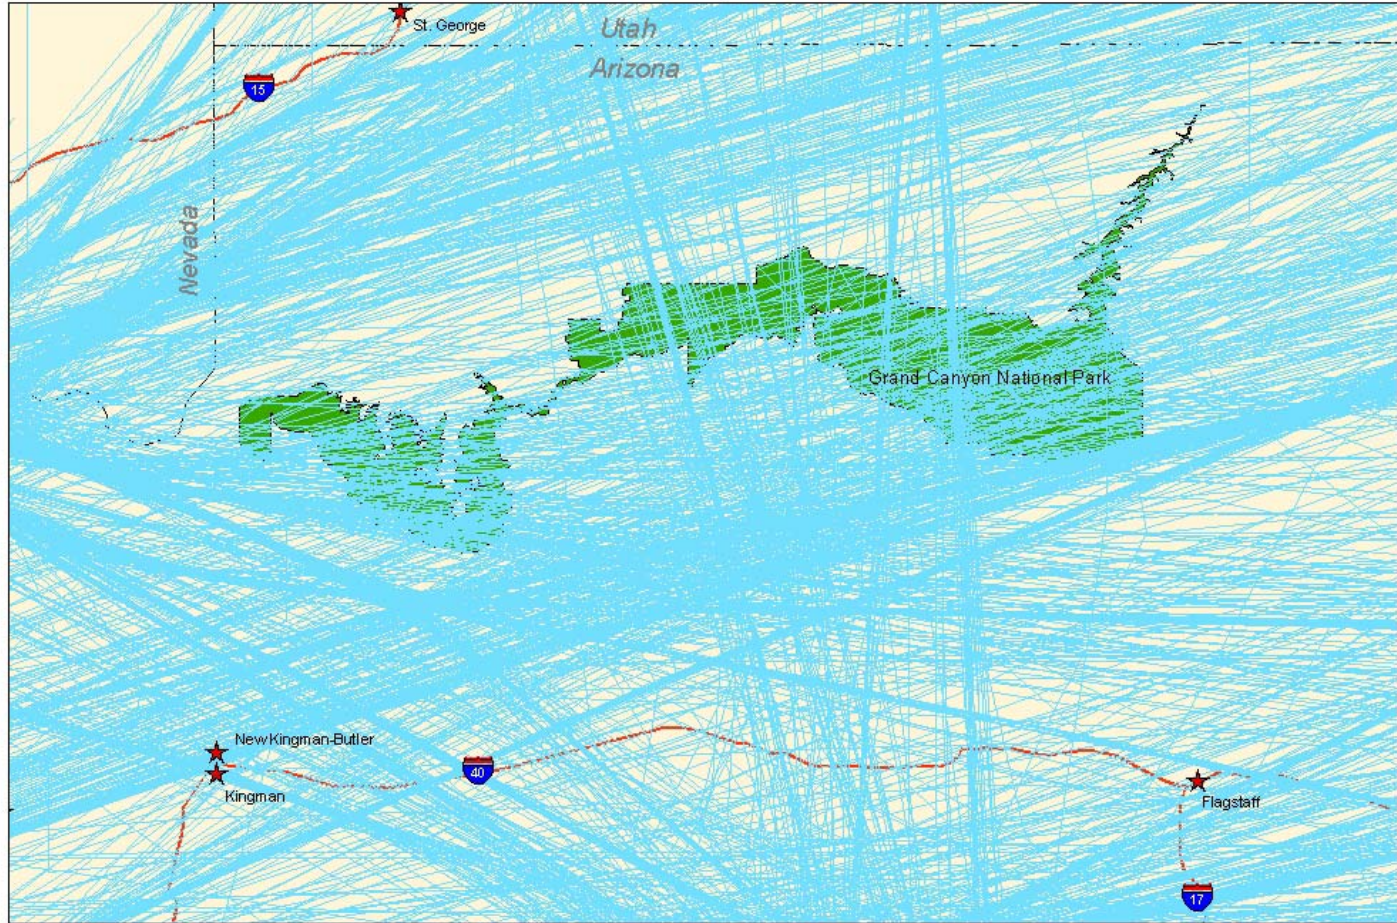 St. George
Utah
Arizona
15
Nevada
Grand Canyon National Park
New Kingman-Butler
40
Kingman
Flagstaff
17